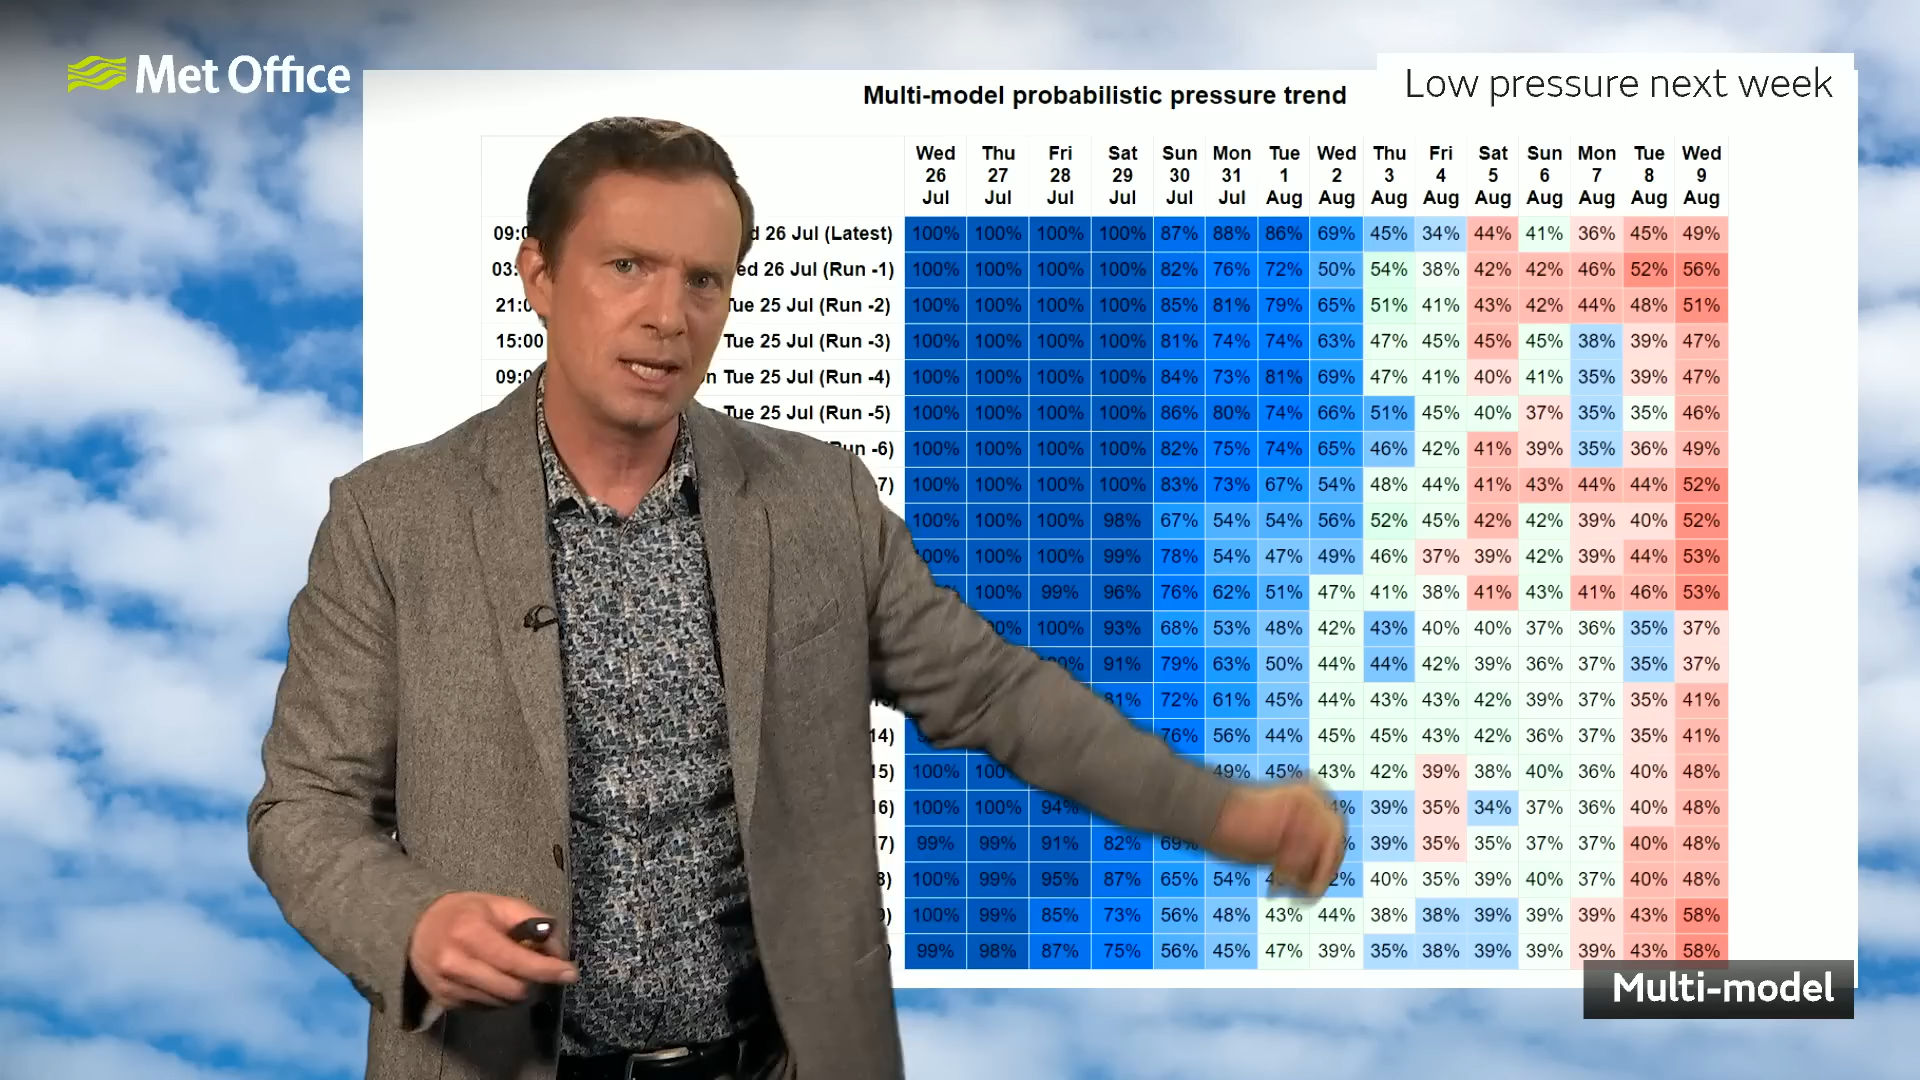 Met Office
Low pressure next week
Multi-model probabilistic pressure trend
Wed Thu Fri Sat Sun Mon Tue Wed Thu Fri Sat Sun Mon Tue Wed
26 27 28 29 30 31 1 2 3 4 5 6 7 8 9
Jul Jul Jul Jul Jul Jul Aug Aug Aug Aug Aug Aug Aug Aug Aug
26 Jul (Latest) 100% 100% 100% 100% 87% 88% 86% 69% 45% 34% 44% 41% 36% 45% 49%
26 Jul (Run -1) 100% 100% 100% 100% 82% 76% 72% 50% 54% 38% 42% 42% 46% 52% 56%
Tue 25 Jul (Run -2) 100% 100% 100% 100% 85% 81% 79% 65% 51% 41% 43% 42% 44% 48% 51%
15:00 Tue 25 Jul (Run -3) 100% 100% 100% 100% 81% 74% 74% 63% 47% 45% 45% 45% 38% 39% 47%
Tue 25 Jul (Run -4) 100% 100% 100% 100% 84% 73% 81% 69% 47% 41% 40% 41% 35% 39% 47%
Tue 25 Jul (Run -5) 100% 100% 100% 100% 86% 80% 74% 66% 51% 45% 40% 37% 35% 35% 46%
-6) 100% 100% 100% 100% 82% 75% 74% 65% 46% 42% 41% 39% 35% 36% 49%
7) 100% 100% 100% 100% 83% 73% 67% 54% 48% 44% 41% 43% 44% 44% 52%
100% 100% 100% 98% 67% 54% 54% 56% 52% 45% 42% 42% 39% 40% 52%
100% 100% 99% 78% 54% 47% 49% 46% 37% 39% 42% 39% 44% 53%
100% 99% 96% 76% 62% 51% 47% 41% 38% 41% 43% 41% 46% 53%
100% 93% 68% 53% 48% 42% 43% 40% 40% 37% 36% 35% 37%
91% 79% 63% 50% 44% 44% 42% 39% 36% 37% 35% 37%
72% 61% 45% 44% 43% 43% 42% 39% 37% 35% 41%
14) 76% 56% 44% 45% 45% 43% 42% 36% 37% 35% 41%
15) 100% 49% 45% 43% 42% 39% 38% 40% 36% 40% 48%
16) 100% 100% 94% 39% 35% 34% 37% 36% 40% 48%
7) 99% 99% 91% 82% 69% 39% 35% 35% 37% 37% 40% 48%
8) 100% 99% 95% 87% 65% 54% 40% 35% 39% 40% 37% 40% 48%
100% 99% 85% 73% 56% 48% 43% 44% 38% 38% 39% 39% 39% 43% 58%
99% 98% 87% 75% 56% 45% 47% 39% 35% 38% 39% 39% 39% 43% 58%
Multi-model